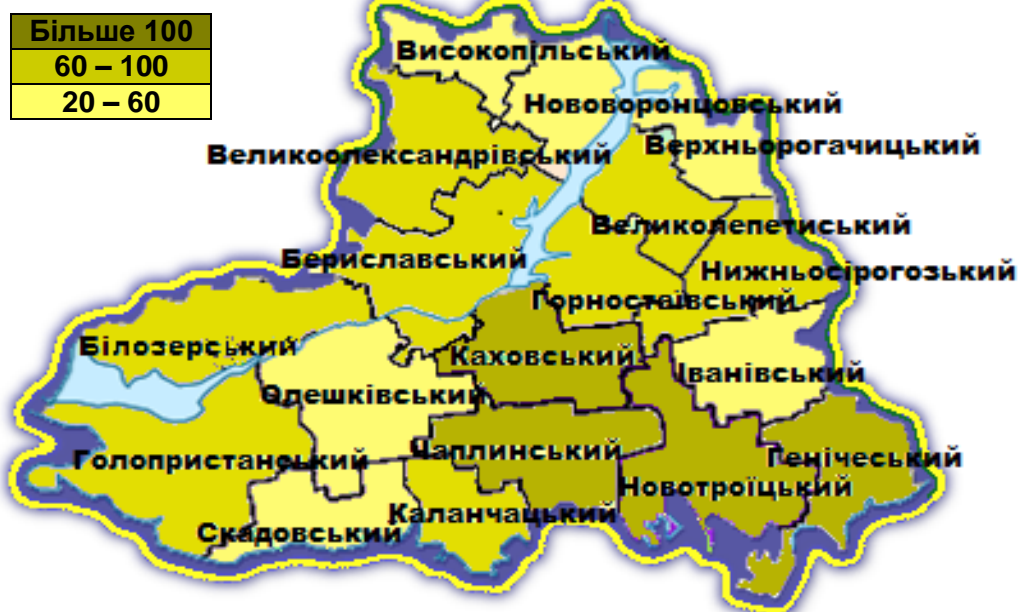 Більше 100
60 – 100
20 – 60
Високопільський
Нововоронцовський
Верхньорогачицький
Великоолександрівський
Великолепетиський
Бериславський
Нижньосірогозький
Горностаївський
Білозерський
Каховський
Іванівський
Олешківський
Чаплинський
Генічеський
Голопристанський
Новотроїцький
Каланчацький
Скадовський